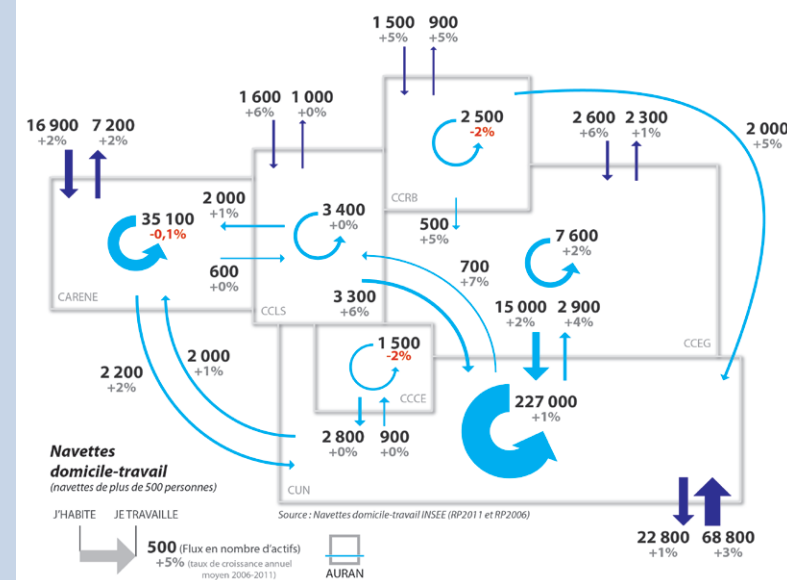 1 500 900
+5% +5%
1 600 1 000
+6% +0%
2 500
-2%
2 600 2 300
+6% +1%
2 000
+5%
16 900 7 200
+2% +2%
CCRB
2 000
+1%
3 400
+0%
35 100
-0,1%
500
+5%
7 600
+2%
600
+0%
700
+7%
CARENE
CCLS
3 300
+6%
15 000 2 900
+2% +4%
CCEG
1 500
-2%
2 000
+1%
2 200
+2%
CCCE
227 000
+1%
2 800 900
+0% +0%
Navettes
domicile-travail
(navettes de plus de 500 personnes)
CUN
Source : Navettes domicile-travail INSEE (RP2011 et RP2006)
J'HABITE JE TRAVAILLE
500 (Flux en nombre d'actifs)
+5% (taux de croissance annuel
moyen 2006-2011)
AURAN
22 800 68 800
+1% +3%